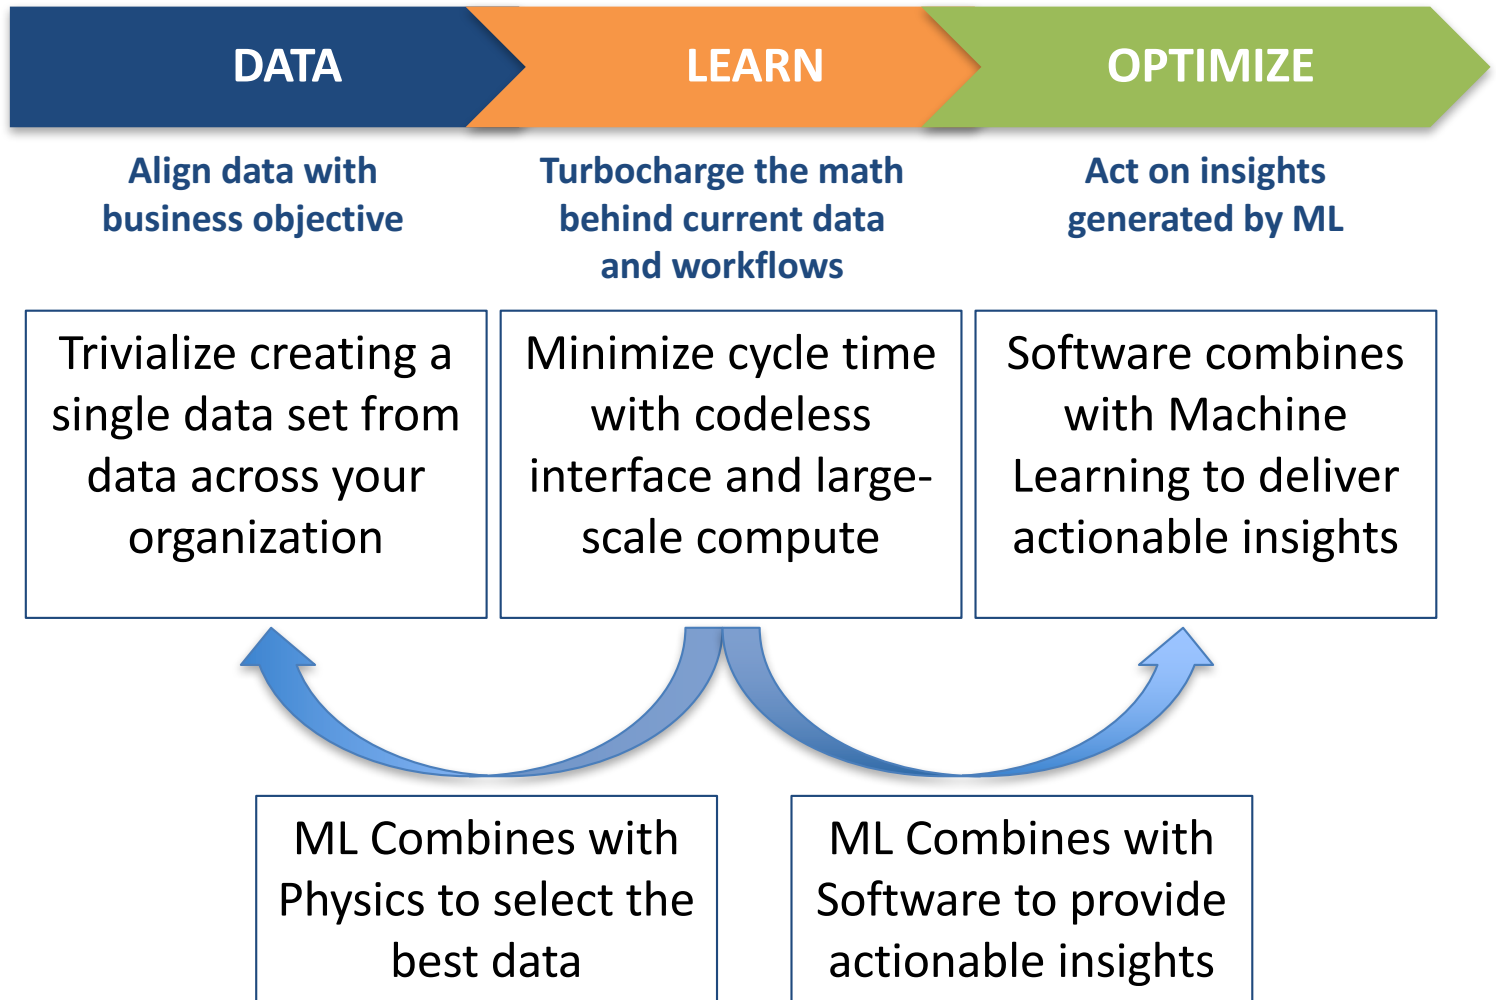 DATA
LEARN
OPTIMIZE
Align data with
business objective
Turbocharge the math
behind current data
and workflows
Act on insights
generated by ML
Trivialize creating a
single data set from
data across your
organization
Minimize cycle time
with codeless
interface and large-
scale compute
Software combines
with Machine
Learning to deliver
actionable insights
ML Combines with
Physics to select the
best data
ML Combines with
Software to provide
actionable insights